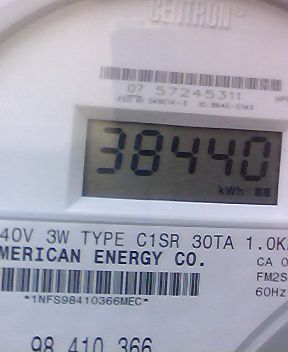 CENTRON®
07 57245311
38440
kWh
40V 3W TYPE C1SR 30TA 1.0K
MERICAN ENERGY CO.
CA 0
FM2S
60Hz
*1NFS98410366MEC*
98 410 366